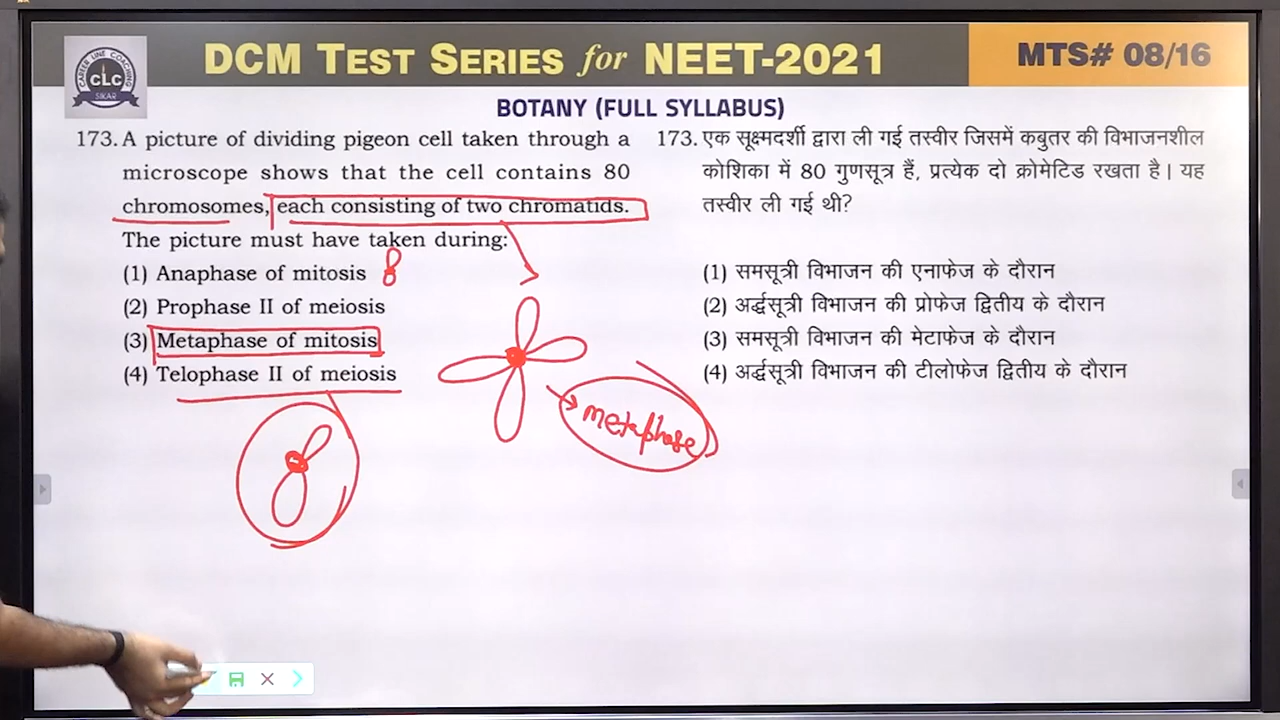 DCM TEST SERIES for NEET-2021
MTS# 08/16
CAREER LINE COACHING
CLC
SIKAR
BOTANY (FULL SYLLABUS)
173. A picture of dividing pigeon cell taken through a
microscope shows that the cell contains 80
chromosomes, each consisting of two chromatids.
The picture must have taken during:
(1) Anaphase of mitosis
(2) Prophase II of meiosis
(3) Metaphase of mitosis
(4) Telophase II of meiosis
metaphase
173. एक सूक्ष्मदर्शी द्वारा ली गई तस्वीर जिसमें कबुतर की विभाजनशील
कोशिका में 80 गुणसूत्र हैं, प्रत्येक दो क्रोमेटिड रखता है। यह
तस्वीर ली गई थी?
(1) समसूत्री विभाजन की एनाफेज के दौरान
(2) अर्द्धसूत्री विभाजन की प्रोफेज द्वितीय के दौरान
(3) समसूत्री विभाजन की मेटाफेज के दौरान
(4) अर्द्धसूत्री विभाजन की टीलोफेज द्वितीय के दौरान